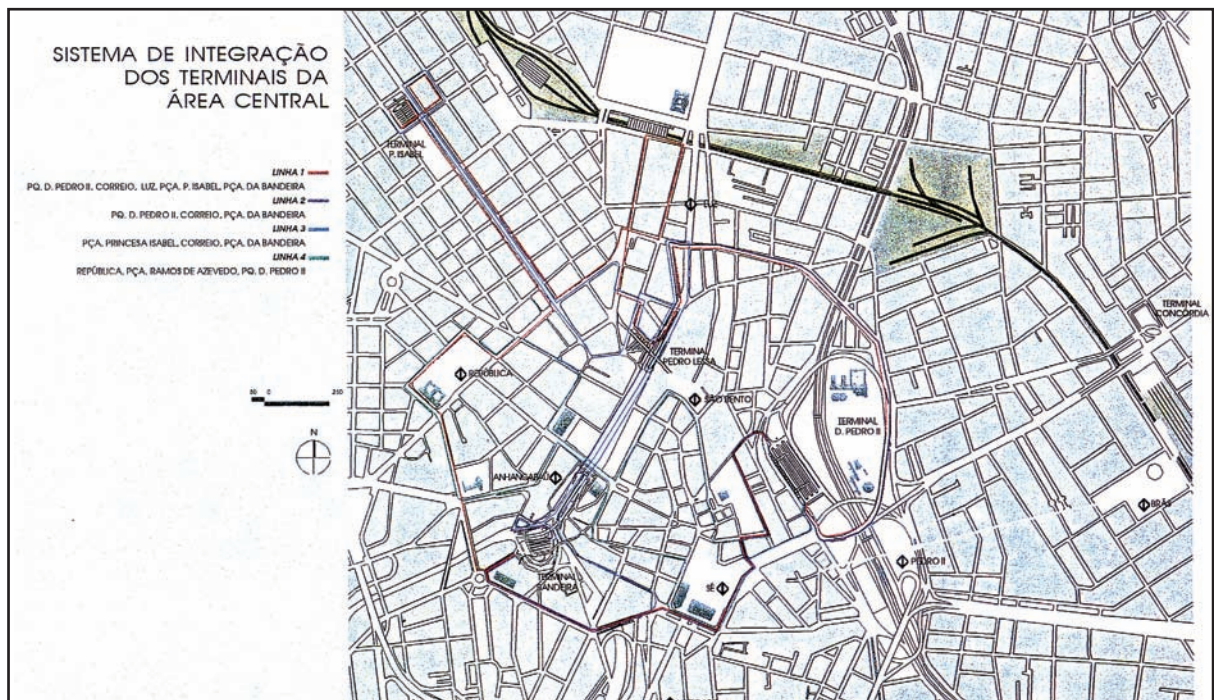 SISTEMA DE INTEGRAÇÃO
DOS TERMINAIS DA
ÁREA CENTRAL
LINHA 1
PQ. D. PEDRO II, CORREIO, LUZ, PÇA. P. ISABEL, PÇA. DA BANDEIRA
LINHA 2
PQ. D. PEDRO II, CORREIO, PÇA. DA BANDEIRA
LINHA 3
PÇA. PRINCESA ISABEL, CORREIO, PÇA. DA BANDEIRA
LINHA 4
REPÚBLICA, PÇA. RAMOS DE AZEVEDO, PQ. D. PEDRO II
50 0 250
N
TERMINAL
P. ISABEL
LUZ
TERMINAL
CONCÓRDIA
TERMINAL
PEDRO LESSA
REPÚBLICA
SÃO BENTO
TERMINAL
D. PEDRO II
ANHANGABAÚ
BRÁS
PEDRO II
TERMINAL
BANDEIRA
SÉ